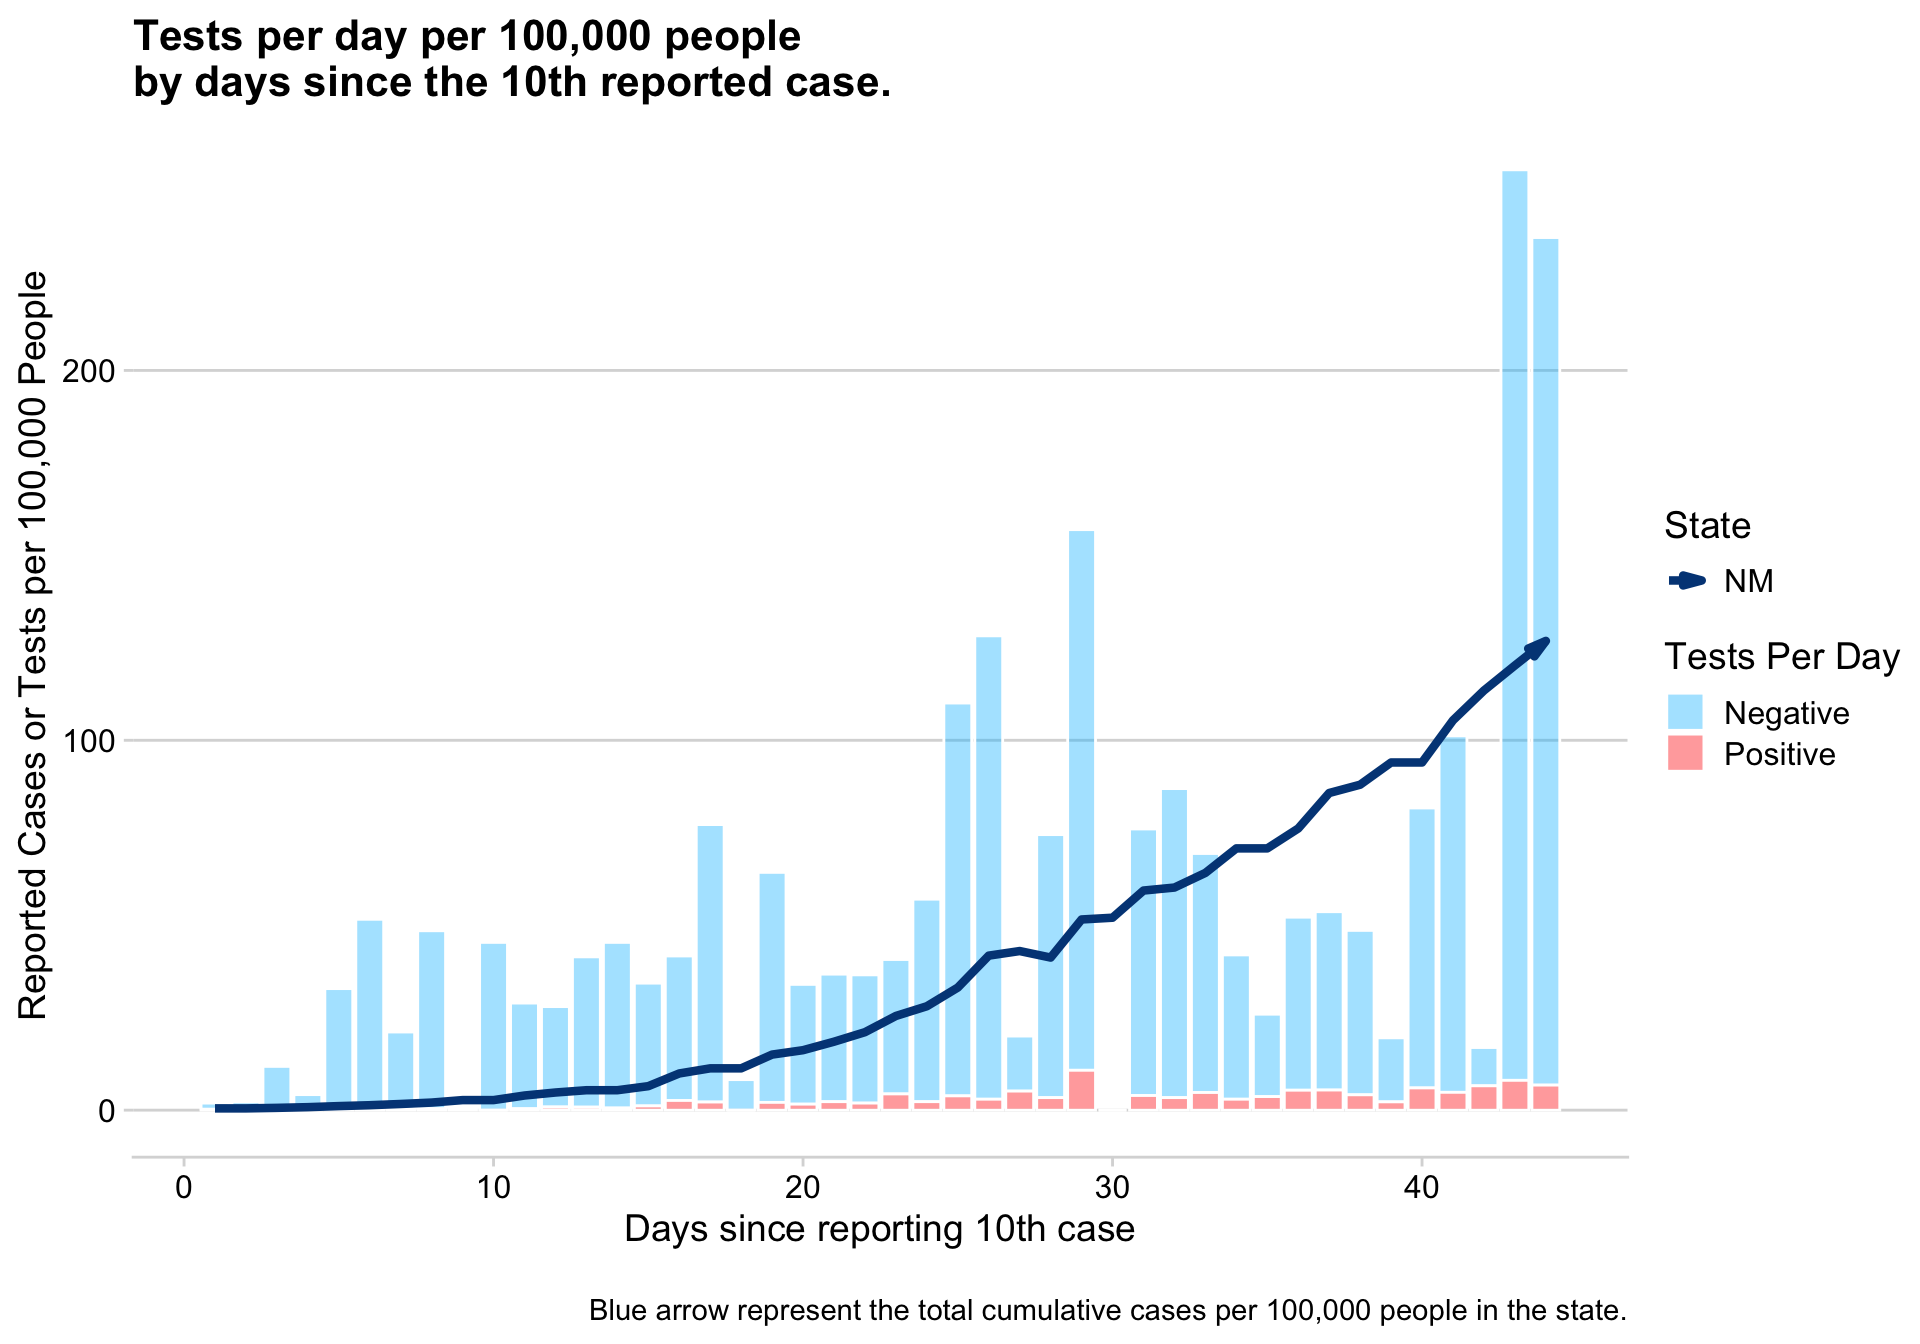 Tests per day per 100,000 people
by days since the 10th reported case.
Reported Cases or Tests per 100,000 People
200
100
0
0 10 20 30 40
Days since reporting 10th case
State
NM
Tests Per Day
Negative
Positive
Blue arrow represent the total cumulative cases per 100,000 people in the state.